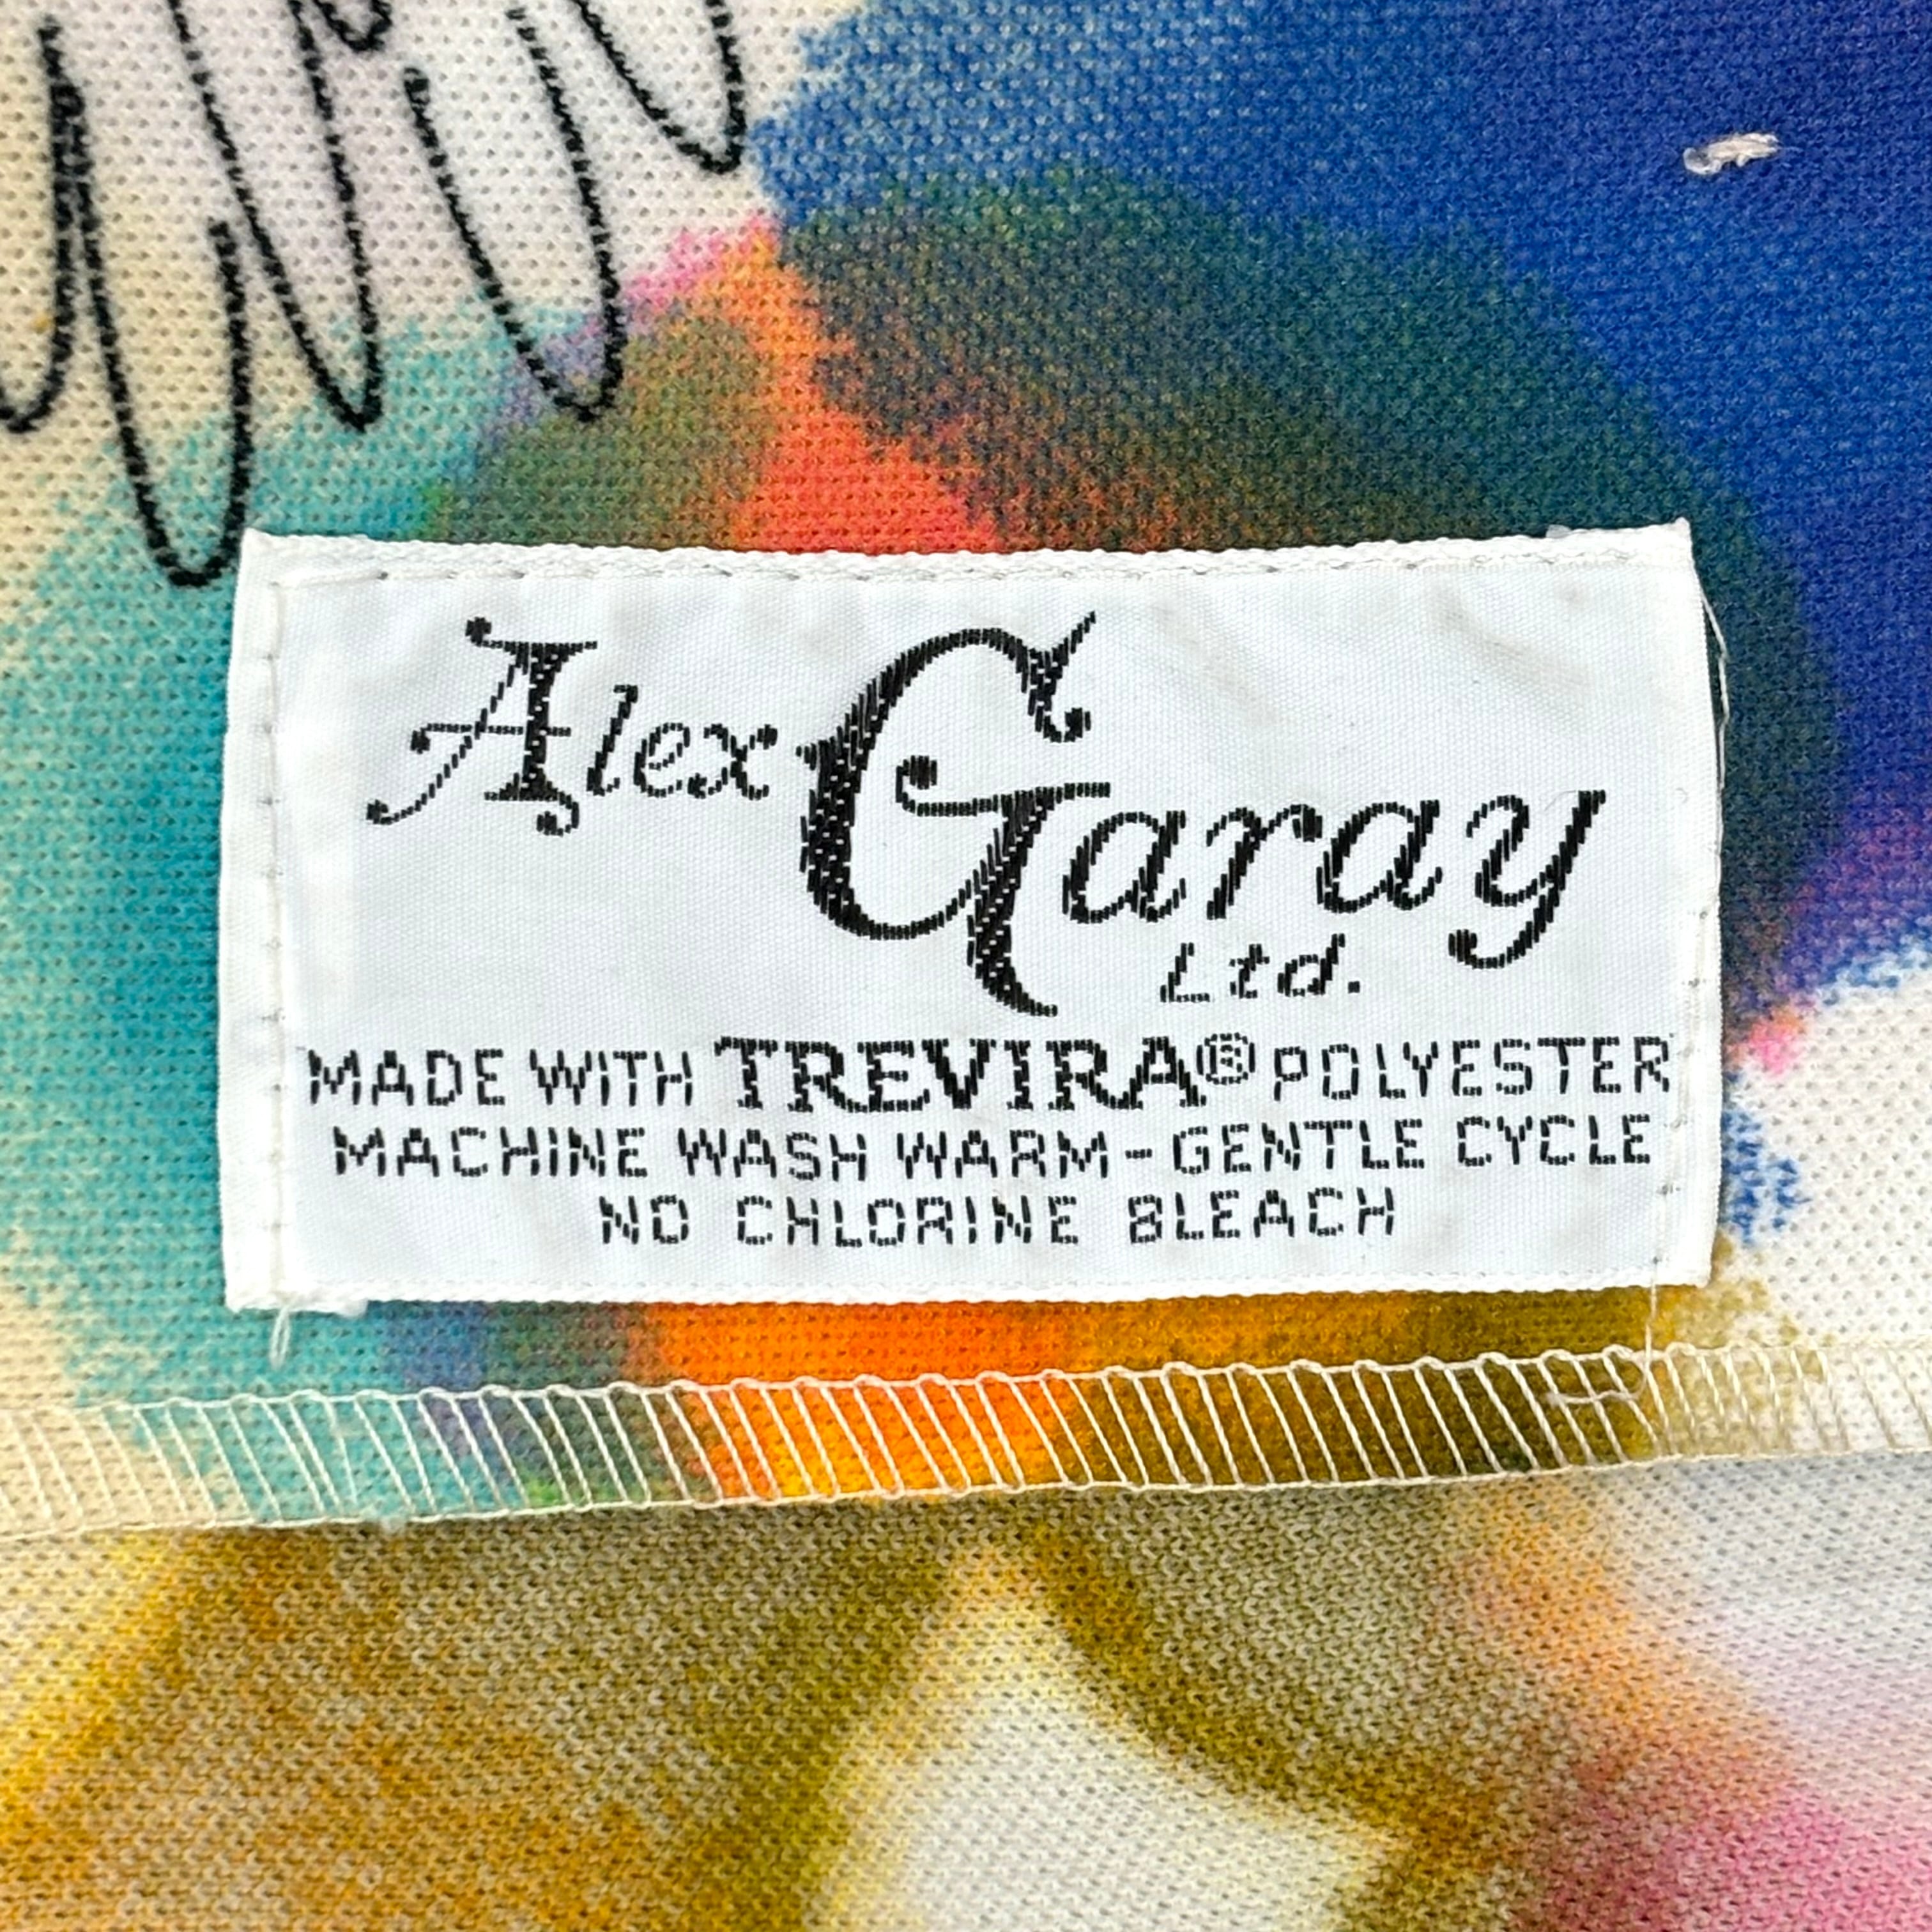 Alex Garay
Ltd.
MADE WITH TREVIRA® POLYESTER
MACHINE WASH WARM-GENTLE CYCLE
NO CHLORINE BLEACH